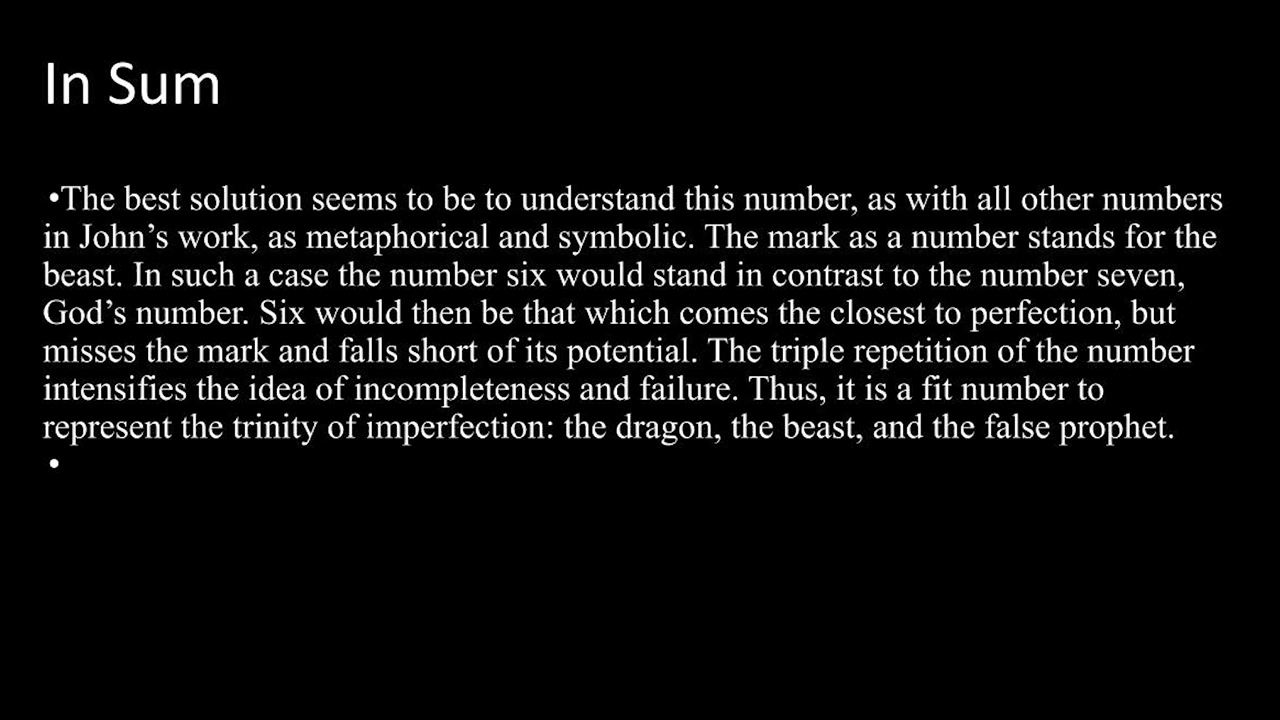 In Sum
•The best solution seems to be to understand this number, as with all other numbers
in John’s work, as metaphorical and symbolic. The mark as a number stands for the
beast. In such a case the number six would stand in contrast to the number seven,
God’s number. Six would then be that which comes the closest to perfection, but
misses the mark and falls short of its potential. The triple repetition of the number
intensifies the idea of incompleteness and failure. Thus, it is a fit number to
represent the trinity of imperfection: the dragon, the beast, and the false prophet.
•